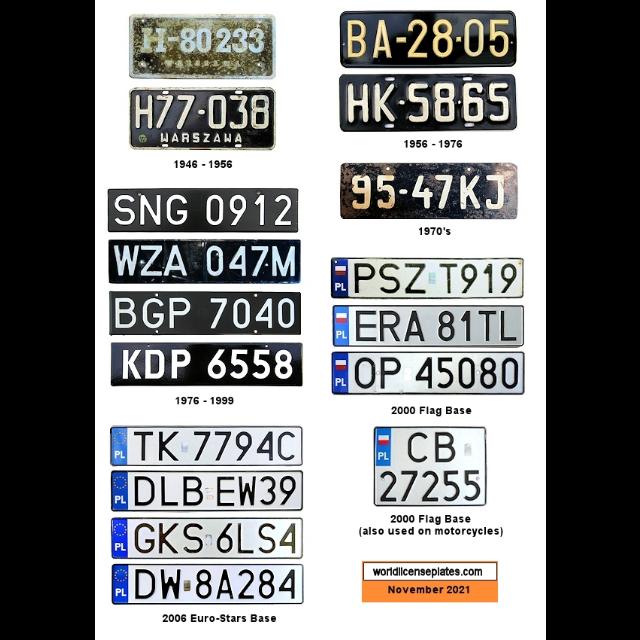 H-80233
H77-038
WARSZAWA
1946 - 1956
BA-28-05
HK-5865
1956 - 1976
95-47KJ
1970's
SNG 0912
WZA 047M
BGP 7040
KDP 6558
1976 - 1999
PL PSZ T919
PL ERA 81TL
PL OP 45080
2000 Flag Base
PL TK 7794C
PL DLB EW39
PL GKS 6LS4
PL DW 8A284
2006 Euro-Stars Base
PL CB
27255
2000 Flag Base
(also used on motorcycles)
worldlicenseplates.com
November 2021